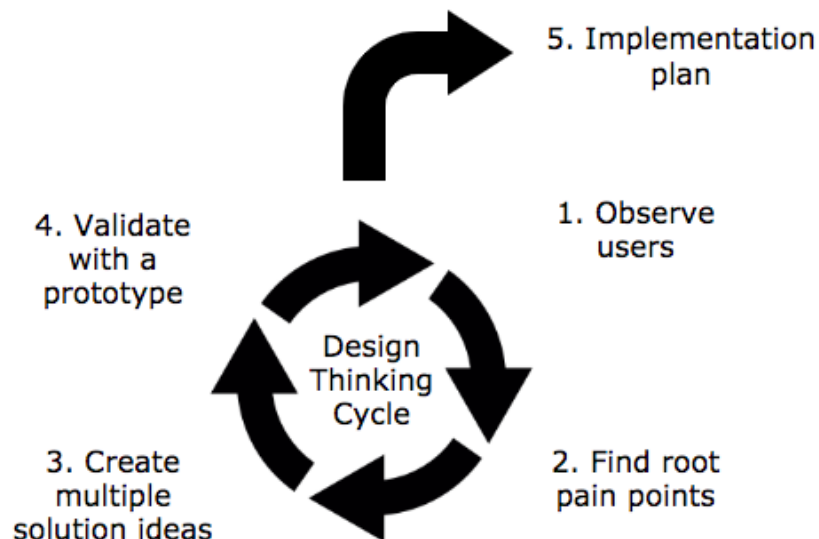 5. Implementation
plan
1. Observe
users
4. Validate
with a
prototype
Design
Thinking
Cycle
3. Create
multiple
solution ideas
2. Find root
pain points